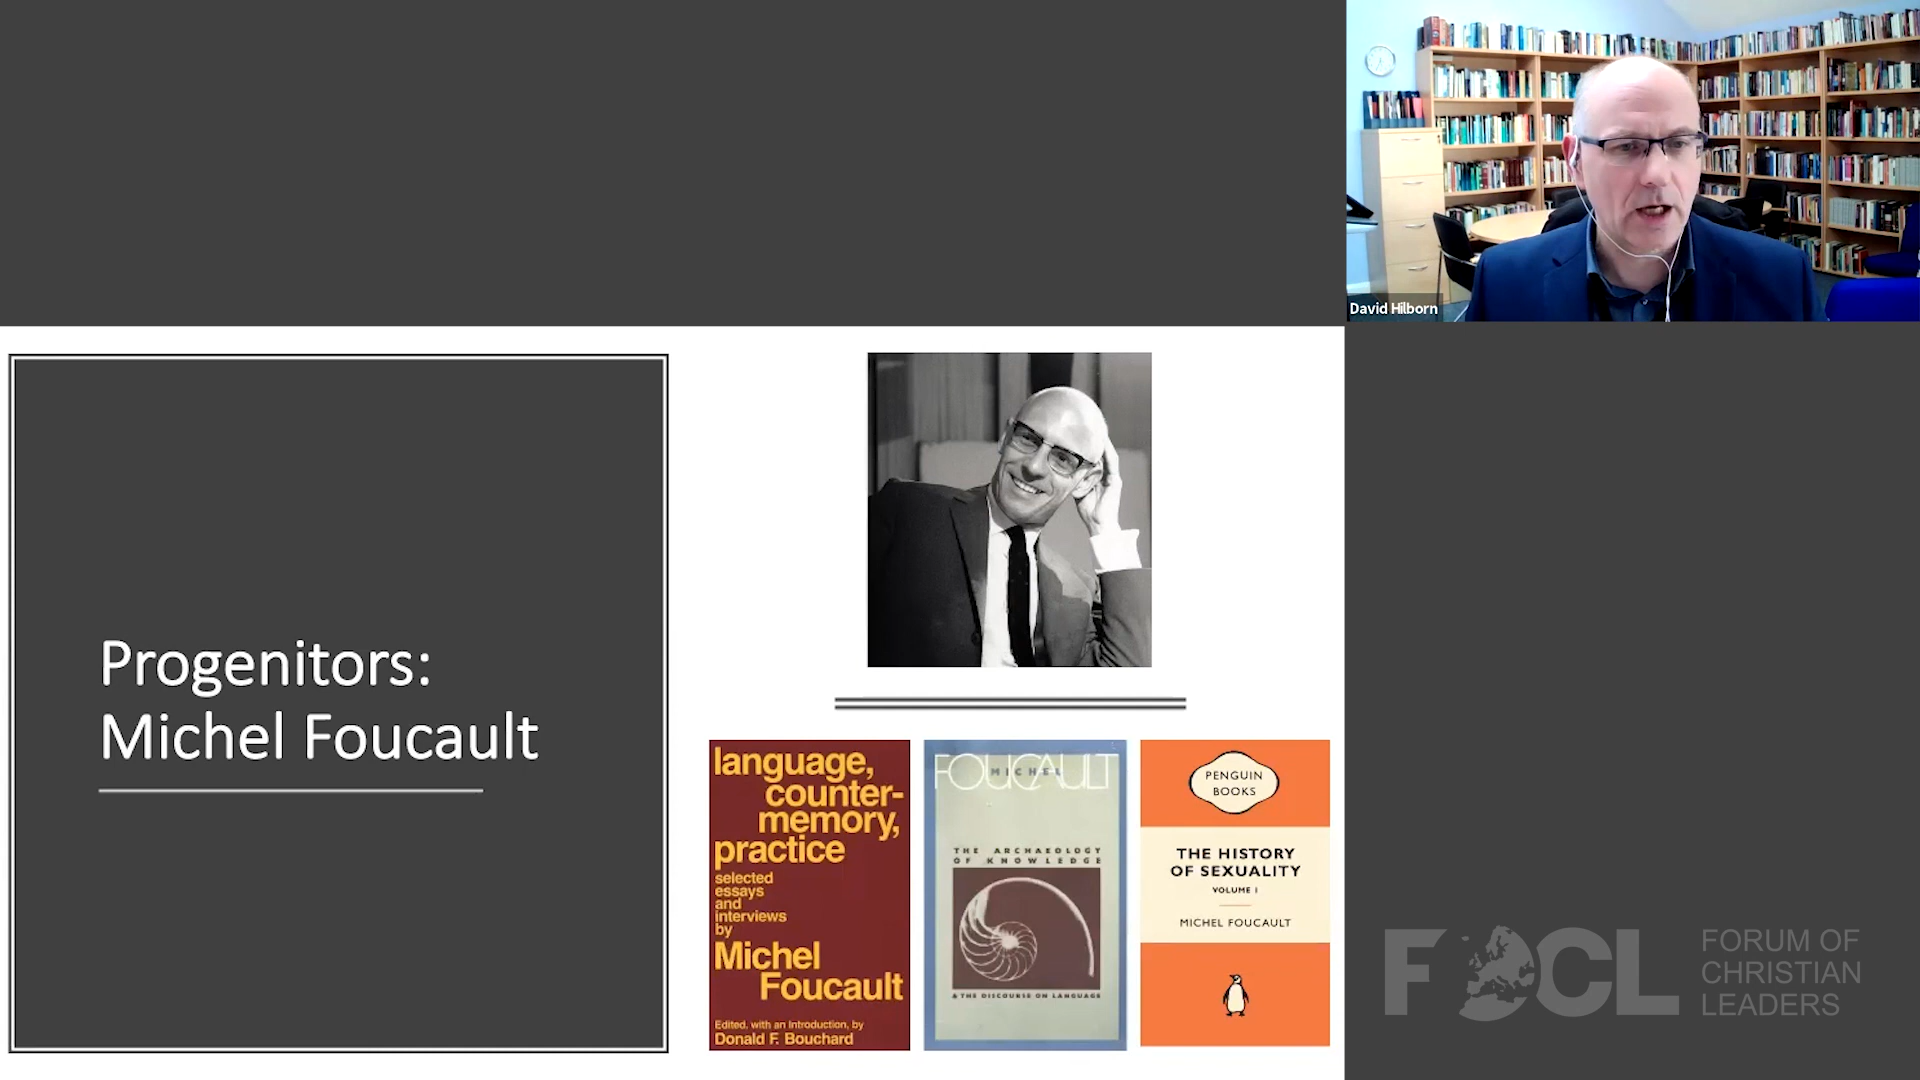 David Hilborn
Progenitors:
Michel Foucault
language,
counter-
memory,
practice
selected
essays
and
interviews
by
Michel
Foucault
Edited, with an Introduction, by
Donald F. Bouchard
FOUCAULT
MICHEL
THE ARCHAEOLOGY
OF KNOWLEDGE
& THE DISCOURSE ON LANGUAGE
PENGUIN
BOOKS
THE HISTORY
OF SEXUALITY
VOLUME I
MICHEL FOUCAULT
FOCL
FORUM OF
CHRISTIAN
LEADERS